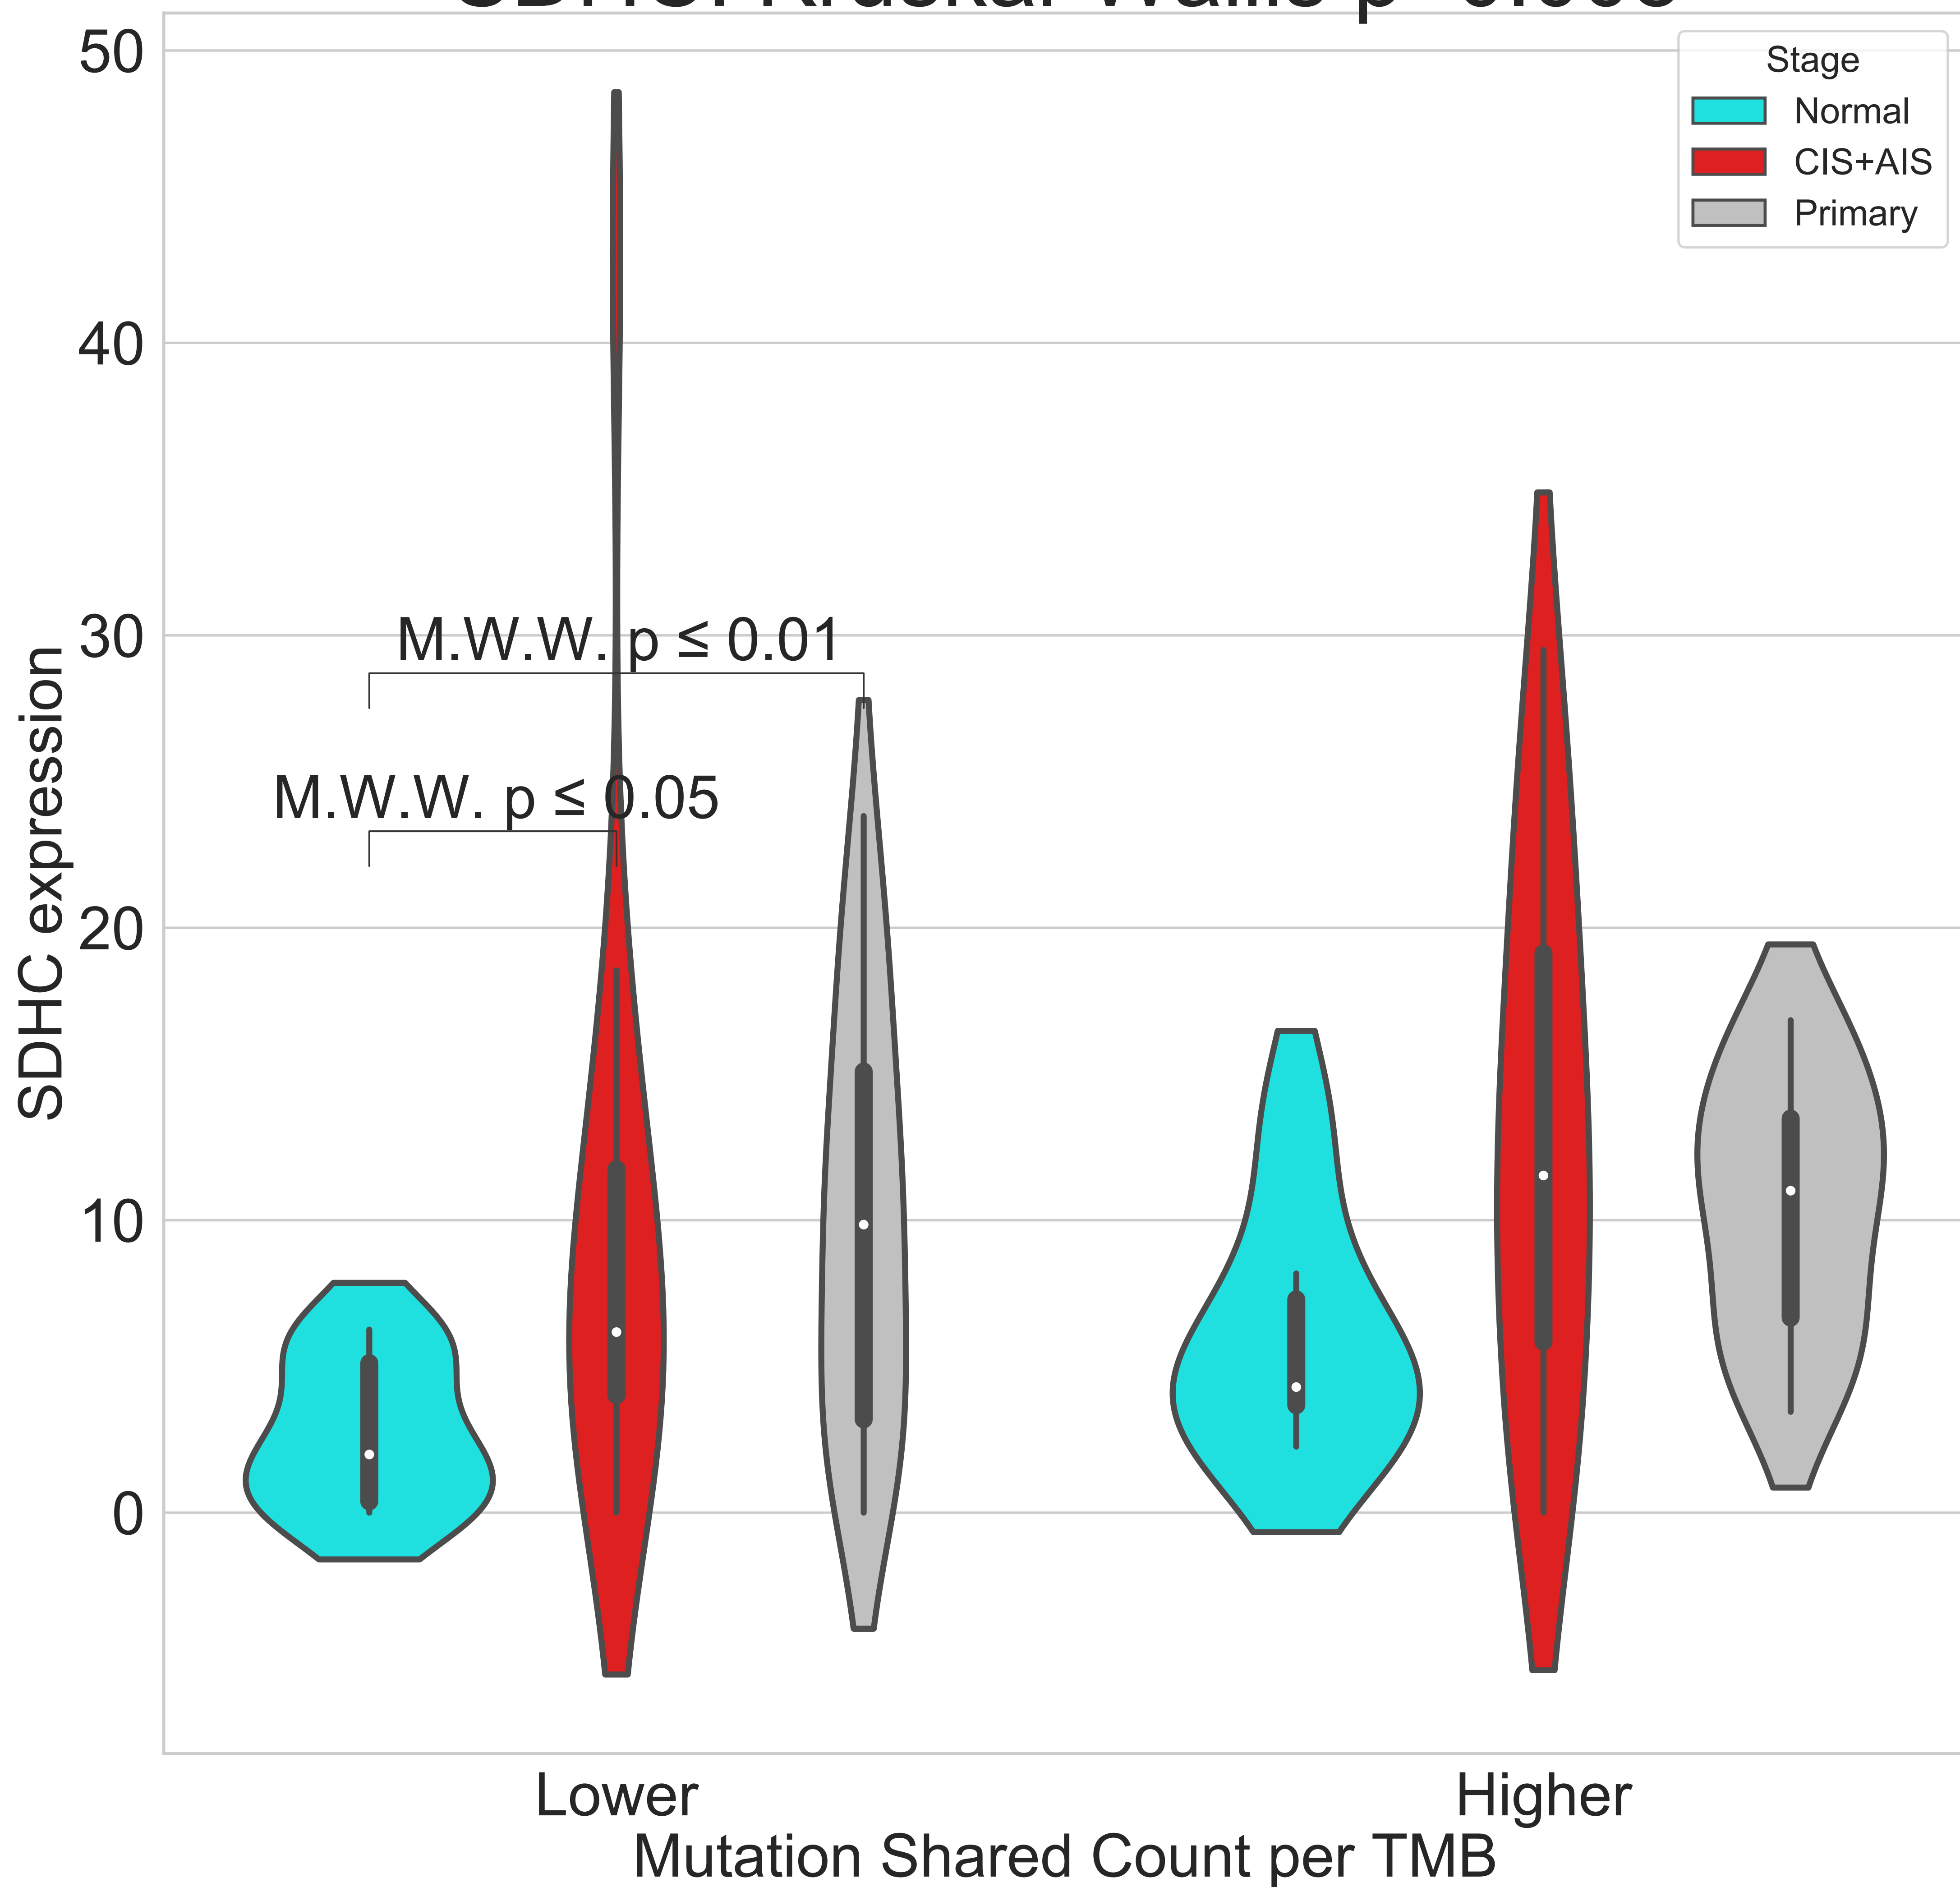 50
Stage
Normal
CIS+AIS
Primary
40
30
M.W.W. p ≤ 0.01
M.W.W. p ≤ 0.05
SDHC expression
20
10
0
Lower
Higher
Mutation Shared Count per TMB